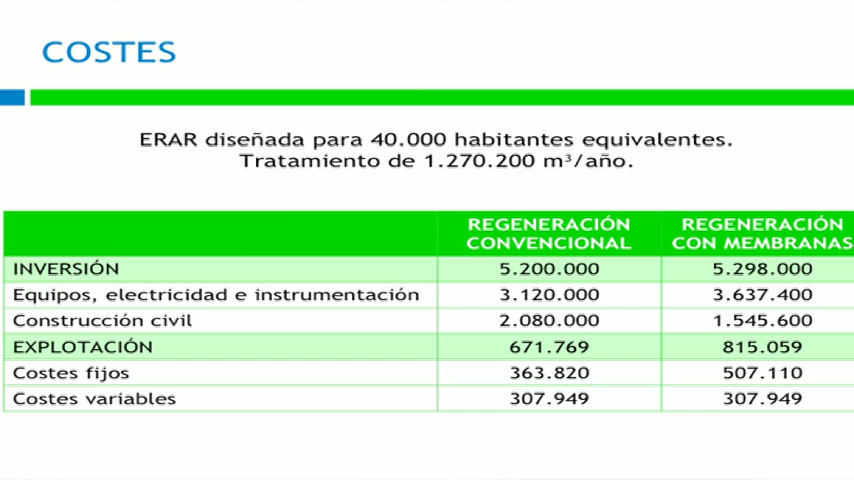 COSTES
ERAR diseñada para 40.000 habitantes equivalentes.
Tratamiento de 1.270.200 m³/año.
REGENERACIÓN CONVENCIONAL REGENERACIÓN CON MEMBRANAS
INVERSIÓN 5.200.000 5.298.000
Equipos, electricidad e instrumentación 3.120.000 3.637.400
Construcción civil 2.080.000 1.545.600
EXPLOTACIÓN 671.769 815.059
Costes fijos 363.820 507.110
Costes variables 307.949 307.949